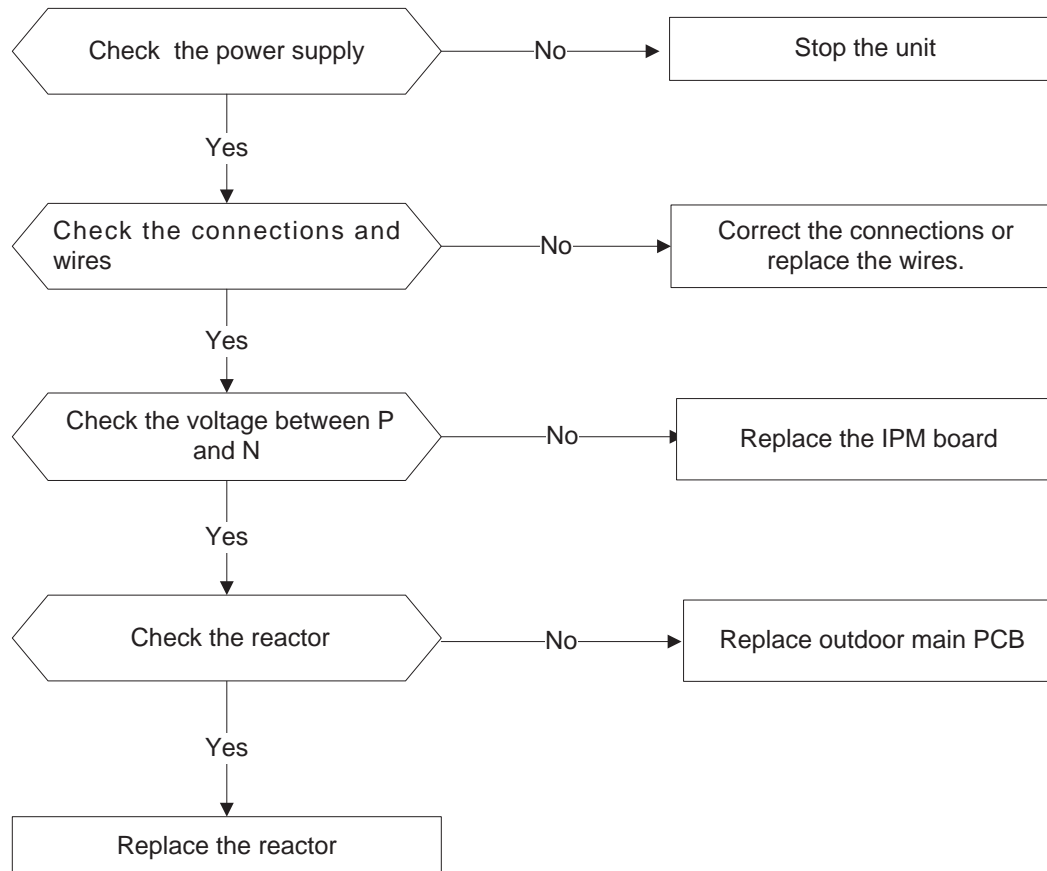 Check the power supply
No
Stop the unit
Yes
Check the connections and
wires
No
Correct the connections or
replace the wires.
Yes
Check the voltage between P
and N
No
Replace the IPM board
Yes
Check the reactor
No
Replace outdoor main PCB
Yes
Replace the reactor